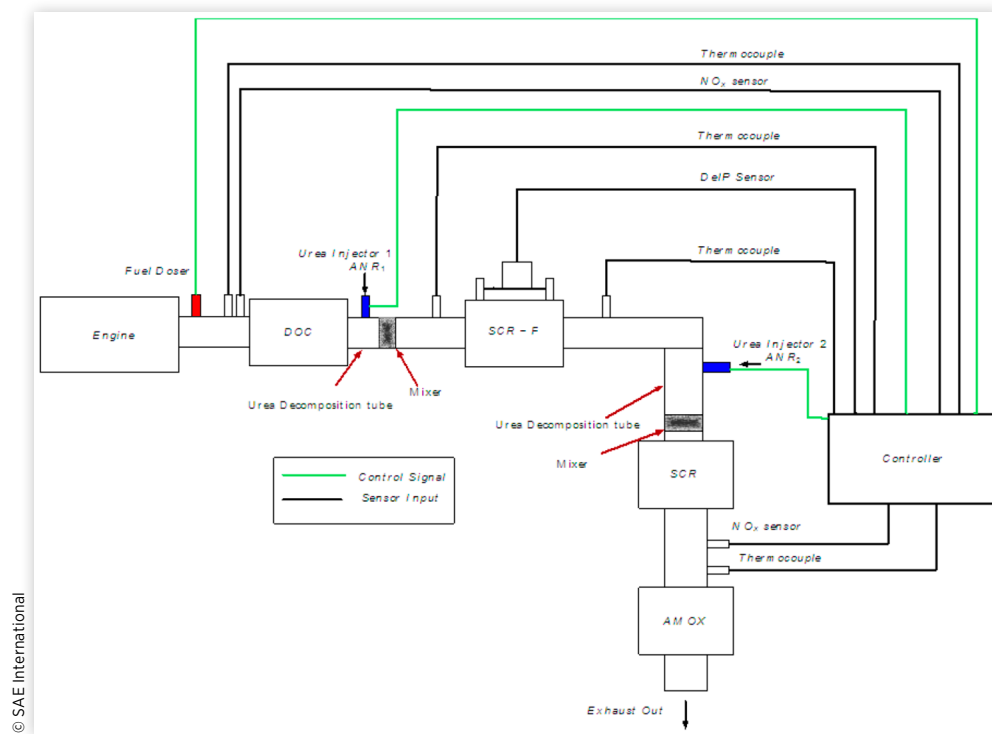 Thermocouple
NOx sensor
Thermocouple
DelP Sensor
Urea Injector 1
ANR1
Thermocouple
Fuel Doser
Engine
DOC
SCR – F
Urea Injector 2
ANR2
Mixer
Urea Decomposition tube
Urea Decomposition tube
Mixer
Controller
SCR
Control Signal
Sensor Input
NOx sensor
Thermocouple
AMOX
Exhaust Out
© SAE International